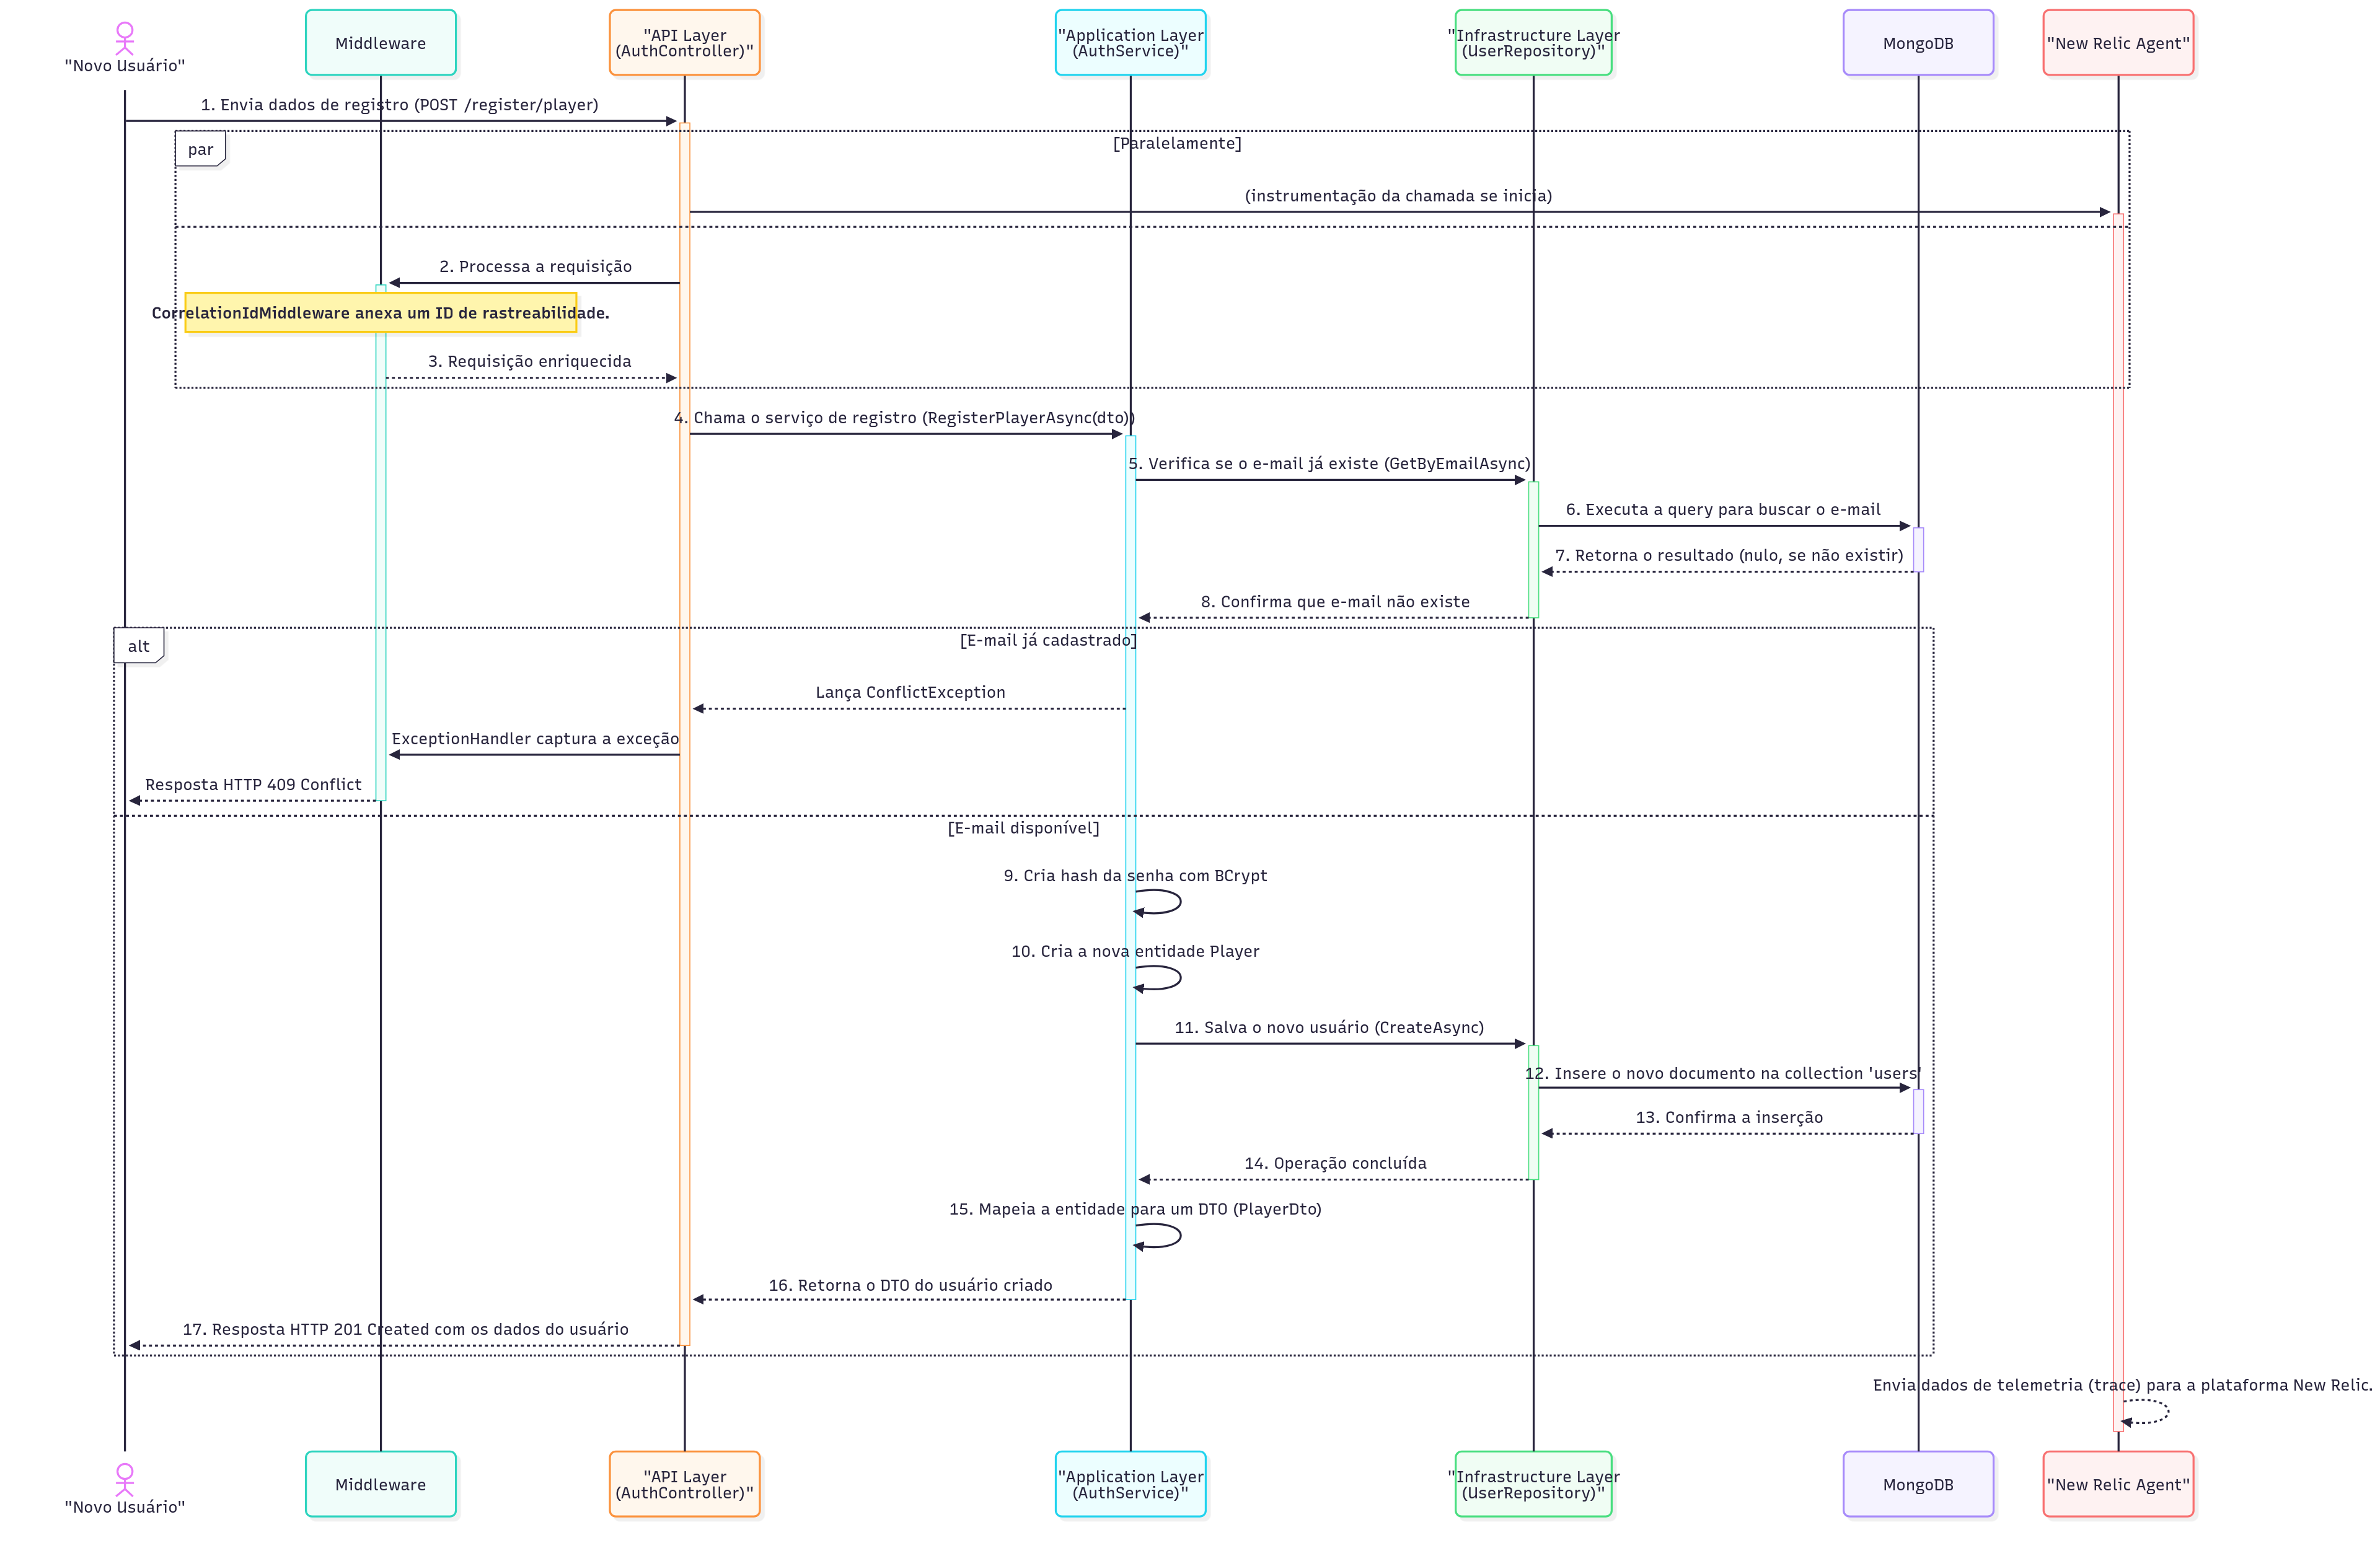 "Novo Usuário"
Middleware
"API Layer
(AuthController)"
"Application Layer
(AuthService)"
"Infrastructure Layer
(UserRepository)"
MongoDB
"New Relic Agent"
1. Envia dados de registro (POST /register/player)
par
[Paralelamente]
(instrumentação da chamada se inicia)
2. Processa a requisição
CorrelationIdMiddleware anexa um ID de rastreabilidade.
3. Requisição enriquecida
4. Chama o serviço de registro (RegisterPlayerAsync(dto))
5. Verifica se o e-mail já existe (GetByEmailAsync)
6. Executa a query para buscar o e-mail
7. Retorna o resultado (nulo, se não existir)
8. Confirma que e-mail não existe
alt
[E-mail já cadastrado]
Lança ConflictException
ExceptionHandler captura a exceção
Resposta HTTP 409 Conflict
[E-mail disponível]
9. Cria hash da senha com BCrypt
10. Cria a nova entidade Player
11. Salva o novo usuário (CreateAsync)
12. Insere o novo documento na collection 'users'
13. Confirma a inserção
14. Operação concluída
15. Mapeia a entidade para um DTO (PlayerDto)
16. Retorna o DTO do usuário criado
17. Resposta HTTP 201 Created com os dados do usuário
Envia dados de telemetria (trace) para a plataforma New Relic.
"Novo Usuário"
Middleware
"API Layer
(AuthController)"
"Application Layer
(AuthService)"
"Infrastructure Layer
(UserRepository)"
MongoDB
"New Relic Agent"